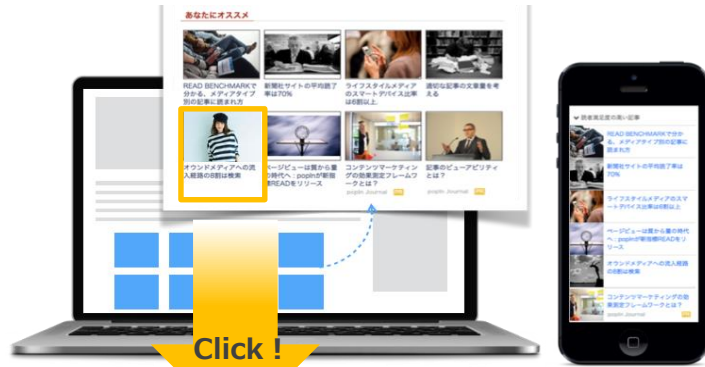 あなたにオススメ
READ BENCHMARKで
分かる、メディアタイプ
別の記事に読まれ方
新聞社サイトの平均読了
率は70%
ライフスタイルメディア
のスマートデバイス比率
は6割以上
適切な記事の文章量を考
える
オウンドメディアへの流
入経路の8割は検索
ページビューは質から量
の時代へ：popInが新指
標READをリリース
コンテンツマーケティン
グの効果測定フレームワ
ークとは？
popIn Journal
記事のビューアビリティ
とは？
popIn Journal
Click !
読者満足度の高い記事
READ BENCHMARKで分か
る、メディアタイプ別の記事に
読まれ方
新聞社サイトの平均読了率は
70%
ライフスタイルメディアのスマ
ートデバイス比率は6割以上
ページビューは質から量の時代
へ：popInが新指標READをリ
リース
オウンドメディアへの流入経路
の8割は検索
コンテンツマーケティングの効
果測定フレームワークとは？
popIn Journal